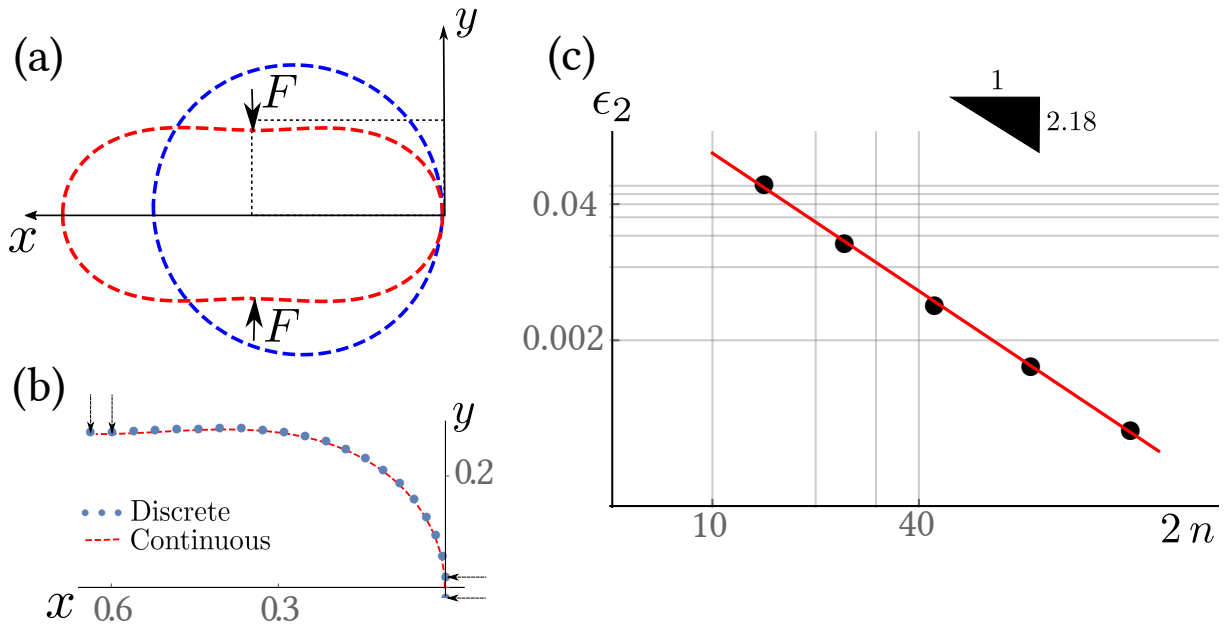 (a)
y
F
x
F
(b)
y
0.2
Discrete
Continuous
x
0.6
0.3
(c)
ϵ2
1
2.18
0.04
0.002
10
40
2 n